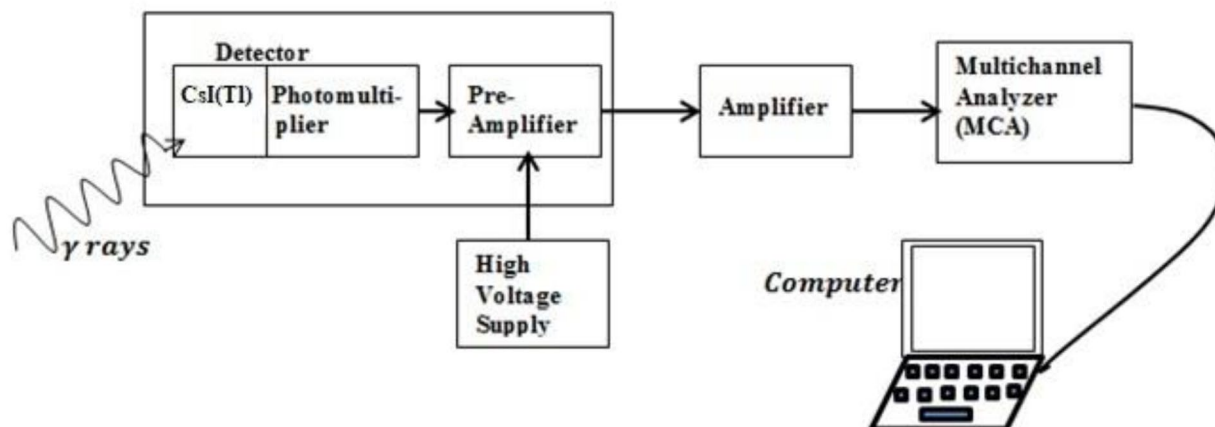 Detector
CsI(Tl)
Photomulti-
plier
Pre-
Amplifier
Amplifier
Multichannel
Analyzer
(MCA)
γ rays
High
Voltage
Supply
Computer